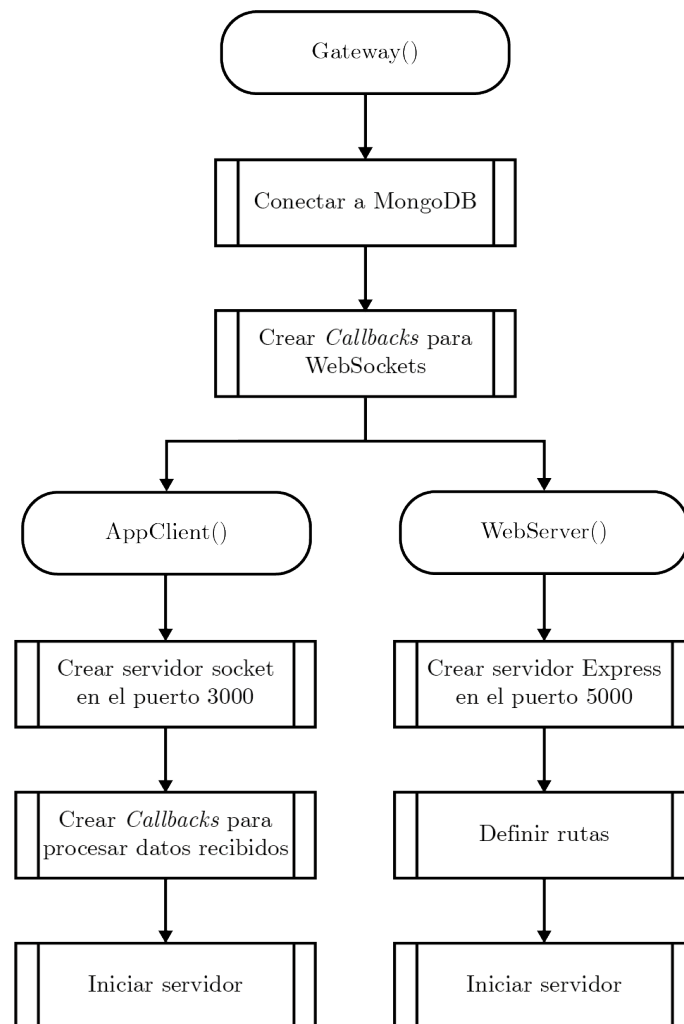 Gateway()
Conectar a MongoDB
Crear Callbacks para
WebSockets
AppClient()
Crear servidor socket
en el puerto 3000
Crear Callbacks para
procesar datos recibidos
Iniciar servidor
WebServer()
Crear servidor Express
en el puerto 5000
Definir rutas
Iniciar servidor